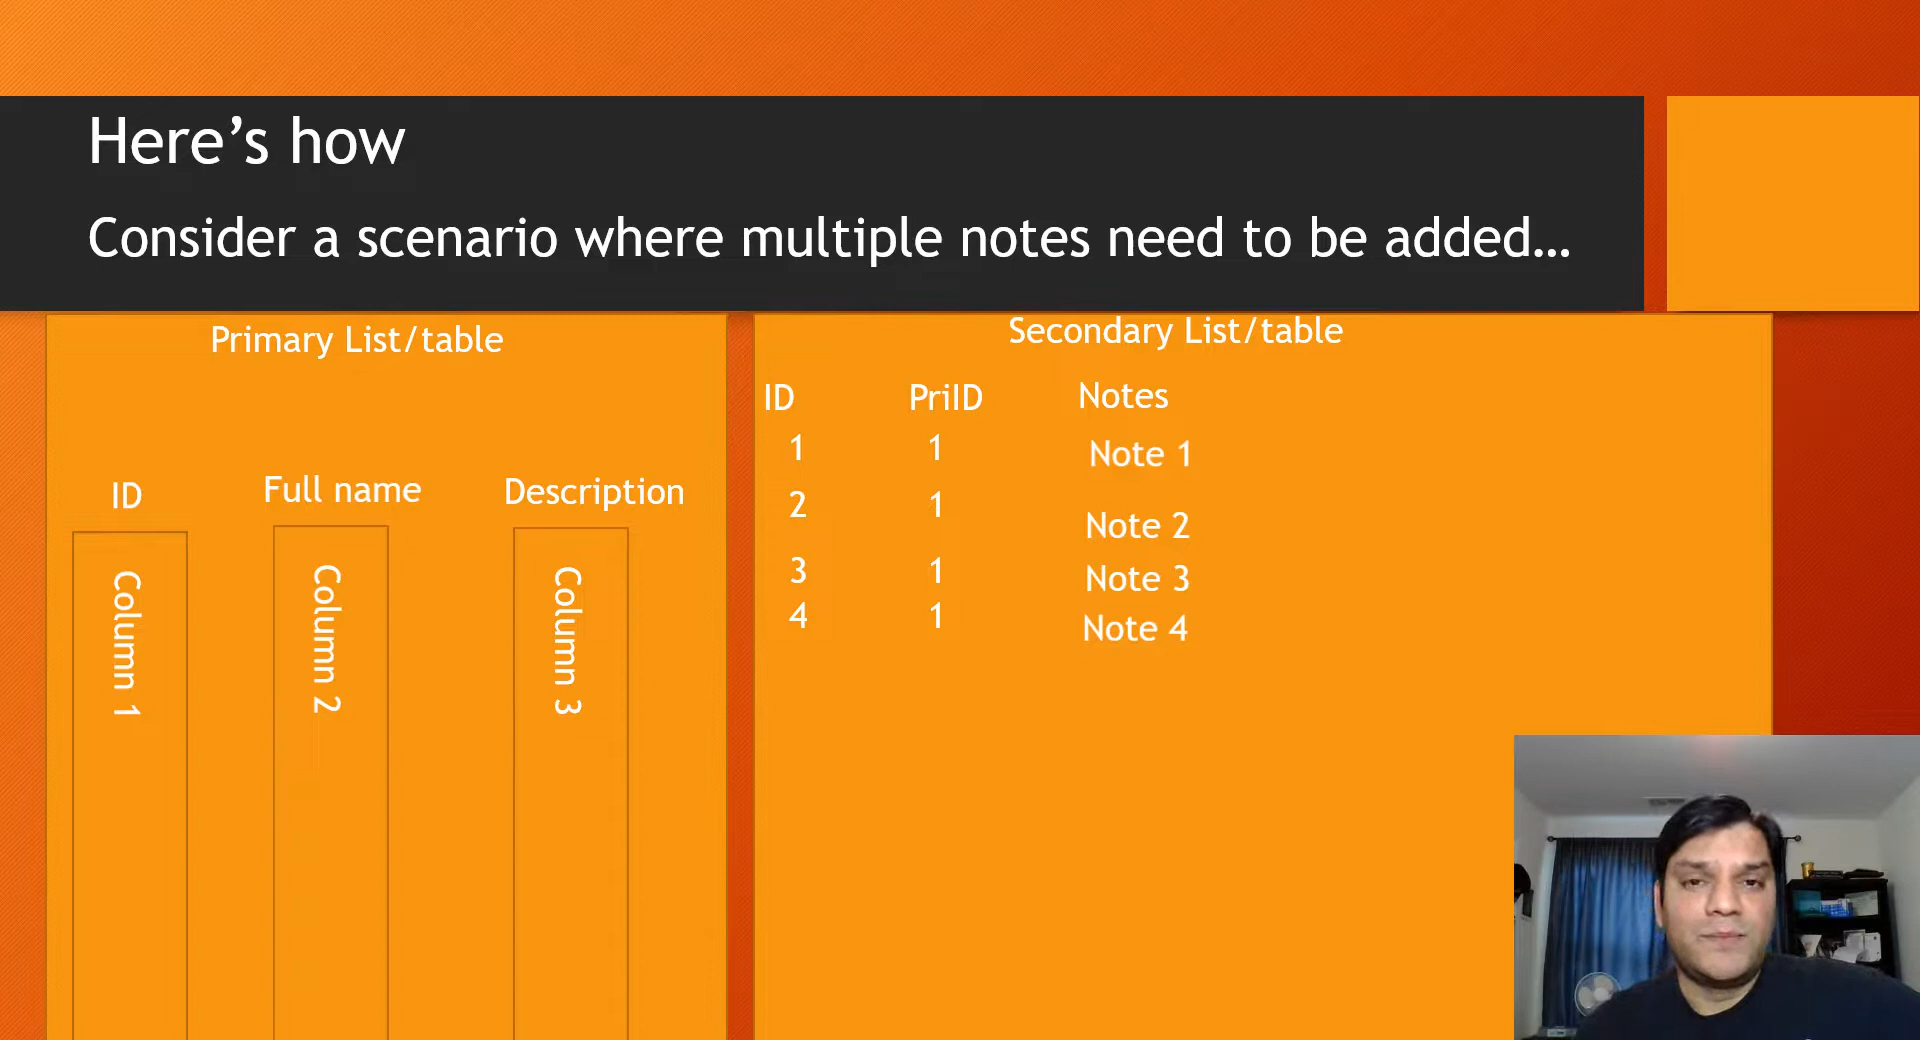 Here’s how
Consider a scenario where multiple notes need to be added…
Primary List/table
ID Full name Description
Column 1
Column 2
Column 3
Secondary List/table
ID PriID Notes
1 1 Note 1
2 1 Note 2
3 1 Note 3
4 1 Note 4